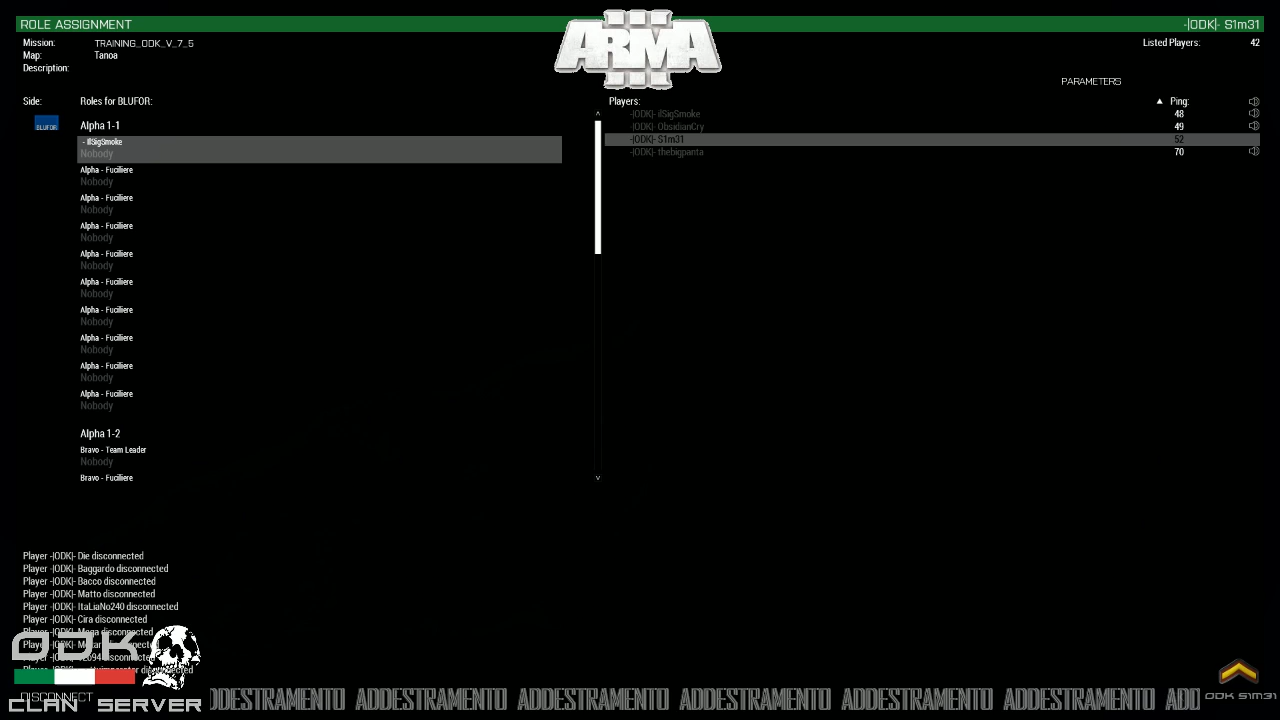 ROLE ASSIGNMENT
-|ODK|- S1m31
ARMA III
Mission: TRAINING_ODK_V_7_5
Map: Tanoa
Description:
Listed Players: 42
PARAMETERS
Side:
Roles for BLUFOR:
Players:
Ping:
BLUFOR
Alpha 1-1
- ilSigSmoke
Nobody
Alpha - Fuciliere
Nobody
Alpha - Fuciliere
Nobody
Alpha - Fuciliere
Nobody
Alpha - Fuciliere
Nobody
Alpha - Fuciliere
Nobody
Alpha - Fuciliere
Nobody
Alpha - Fuciliere
Nobody
Alpha - Fuciliere
Nobody
Alpha - Fuciliere
Nobody
Alpha 1-2
Bravo - Team Leader
Nobody
Bravo - Fuciliere
-|ODK|- ilSigSmoke 48
-|ODK|- ObsidianCry 49
-|ODK|- S1m31 52
-|ODK|- thebigpanta 70
Player -|ODK|- Die disconnected
Player -|ODK|- Baggardo disconnected
Player -|ODK|- Bacco disconnected
Player -|ODK|- Matto disconnected
Player -|ODK|- ItaLiaNo240 disconnected
Player -|ODK|- Cira disconnected
disconnected
ODK
DISCONNECT
CLAN SERVER
ADDESTRAMENTO ADDESTRAMENTO ADDESTRAMENTO ADDESTRAMENTO ADDESTRAMENTO
ODK S1M31